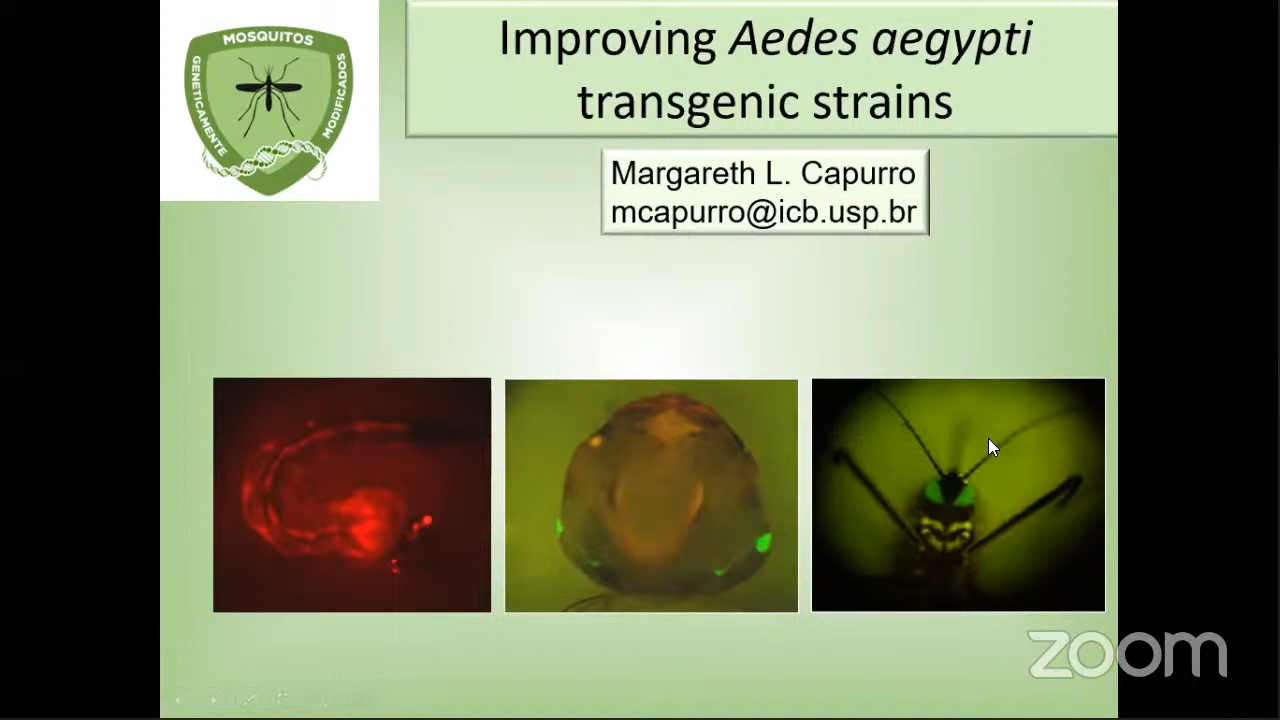 MOSQUITOS
GENETICAMENTE
MODIFICADOS
Improving Aedes aegypti
transgenic strains
Margareth L. Capurro
mcapurro@icb.usp.br
zoom